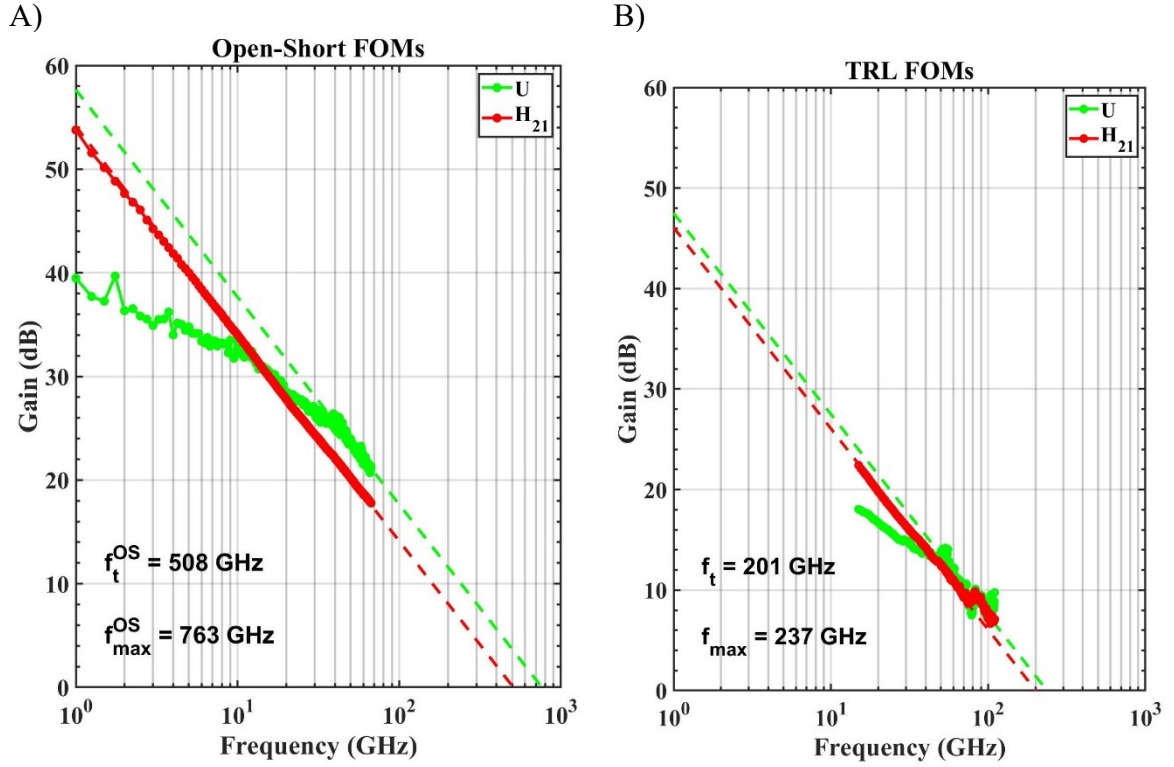 A)
Open-Short FOMs
60
50
40
30
20
10
0
Gain (dB)
U
H21
f_t^OS = 508 GHz
f_max^OS = 763 GHz
10^0
10^1
10^2
10^3
Frequency (GHz)
B)
TRL FOMs
60
50
40
30
20
10
0
Gain (dB)
U
H21
f_t = 201 GHz
f_max = 237 GHz
10^0
10^1
10^2
10^3
Frequency (GHz)